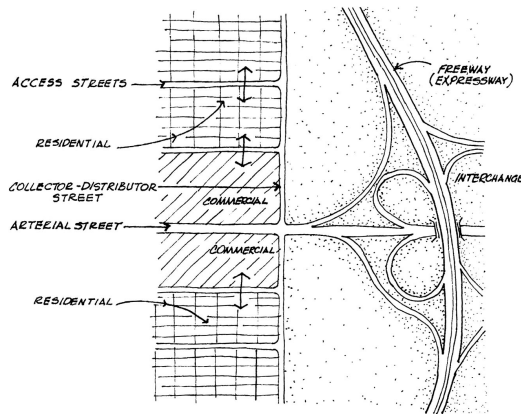 FREEWAY
(EXPRESSWAY)
ACCESS STREETS
RESIDENTIAL
INTERCHANGE
COLLECTOR-DISTRIBUTOR
STREET
COMMERCIAL
ARTERIAL STREET
COMMERCIAL
RESIDENTIAL